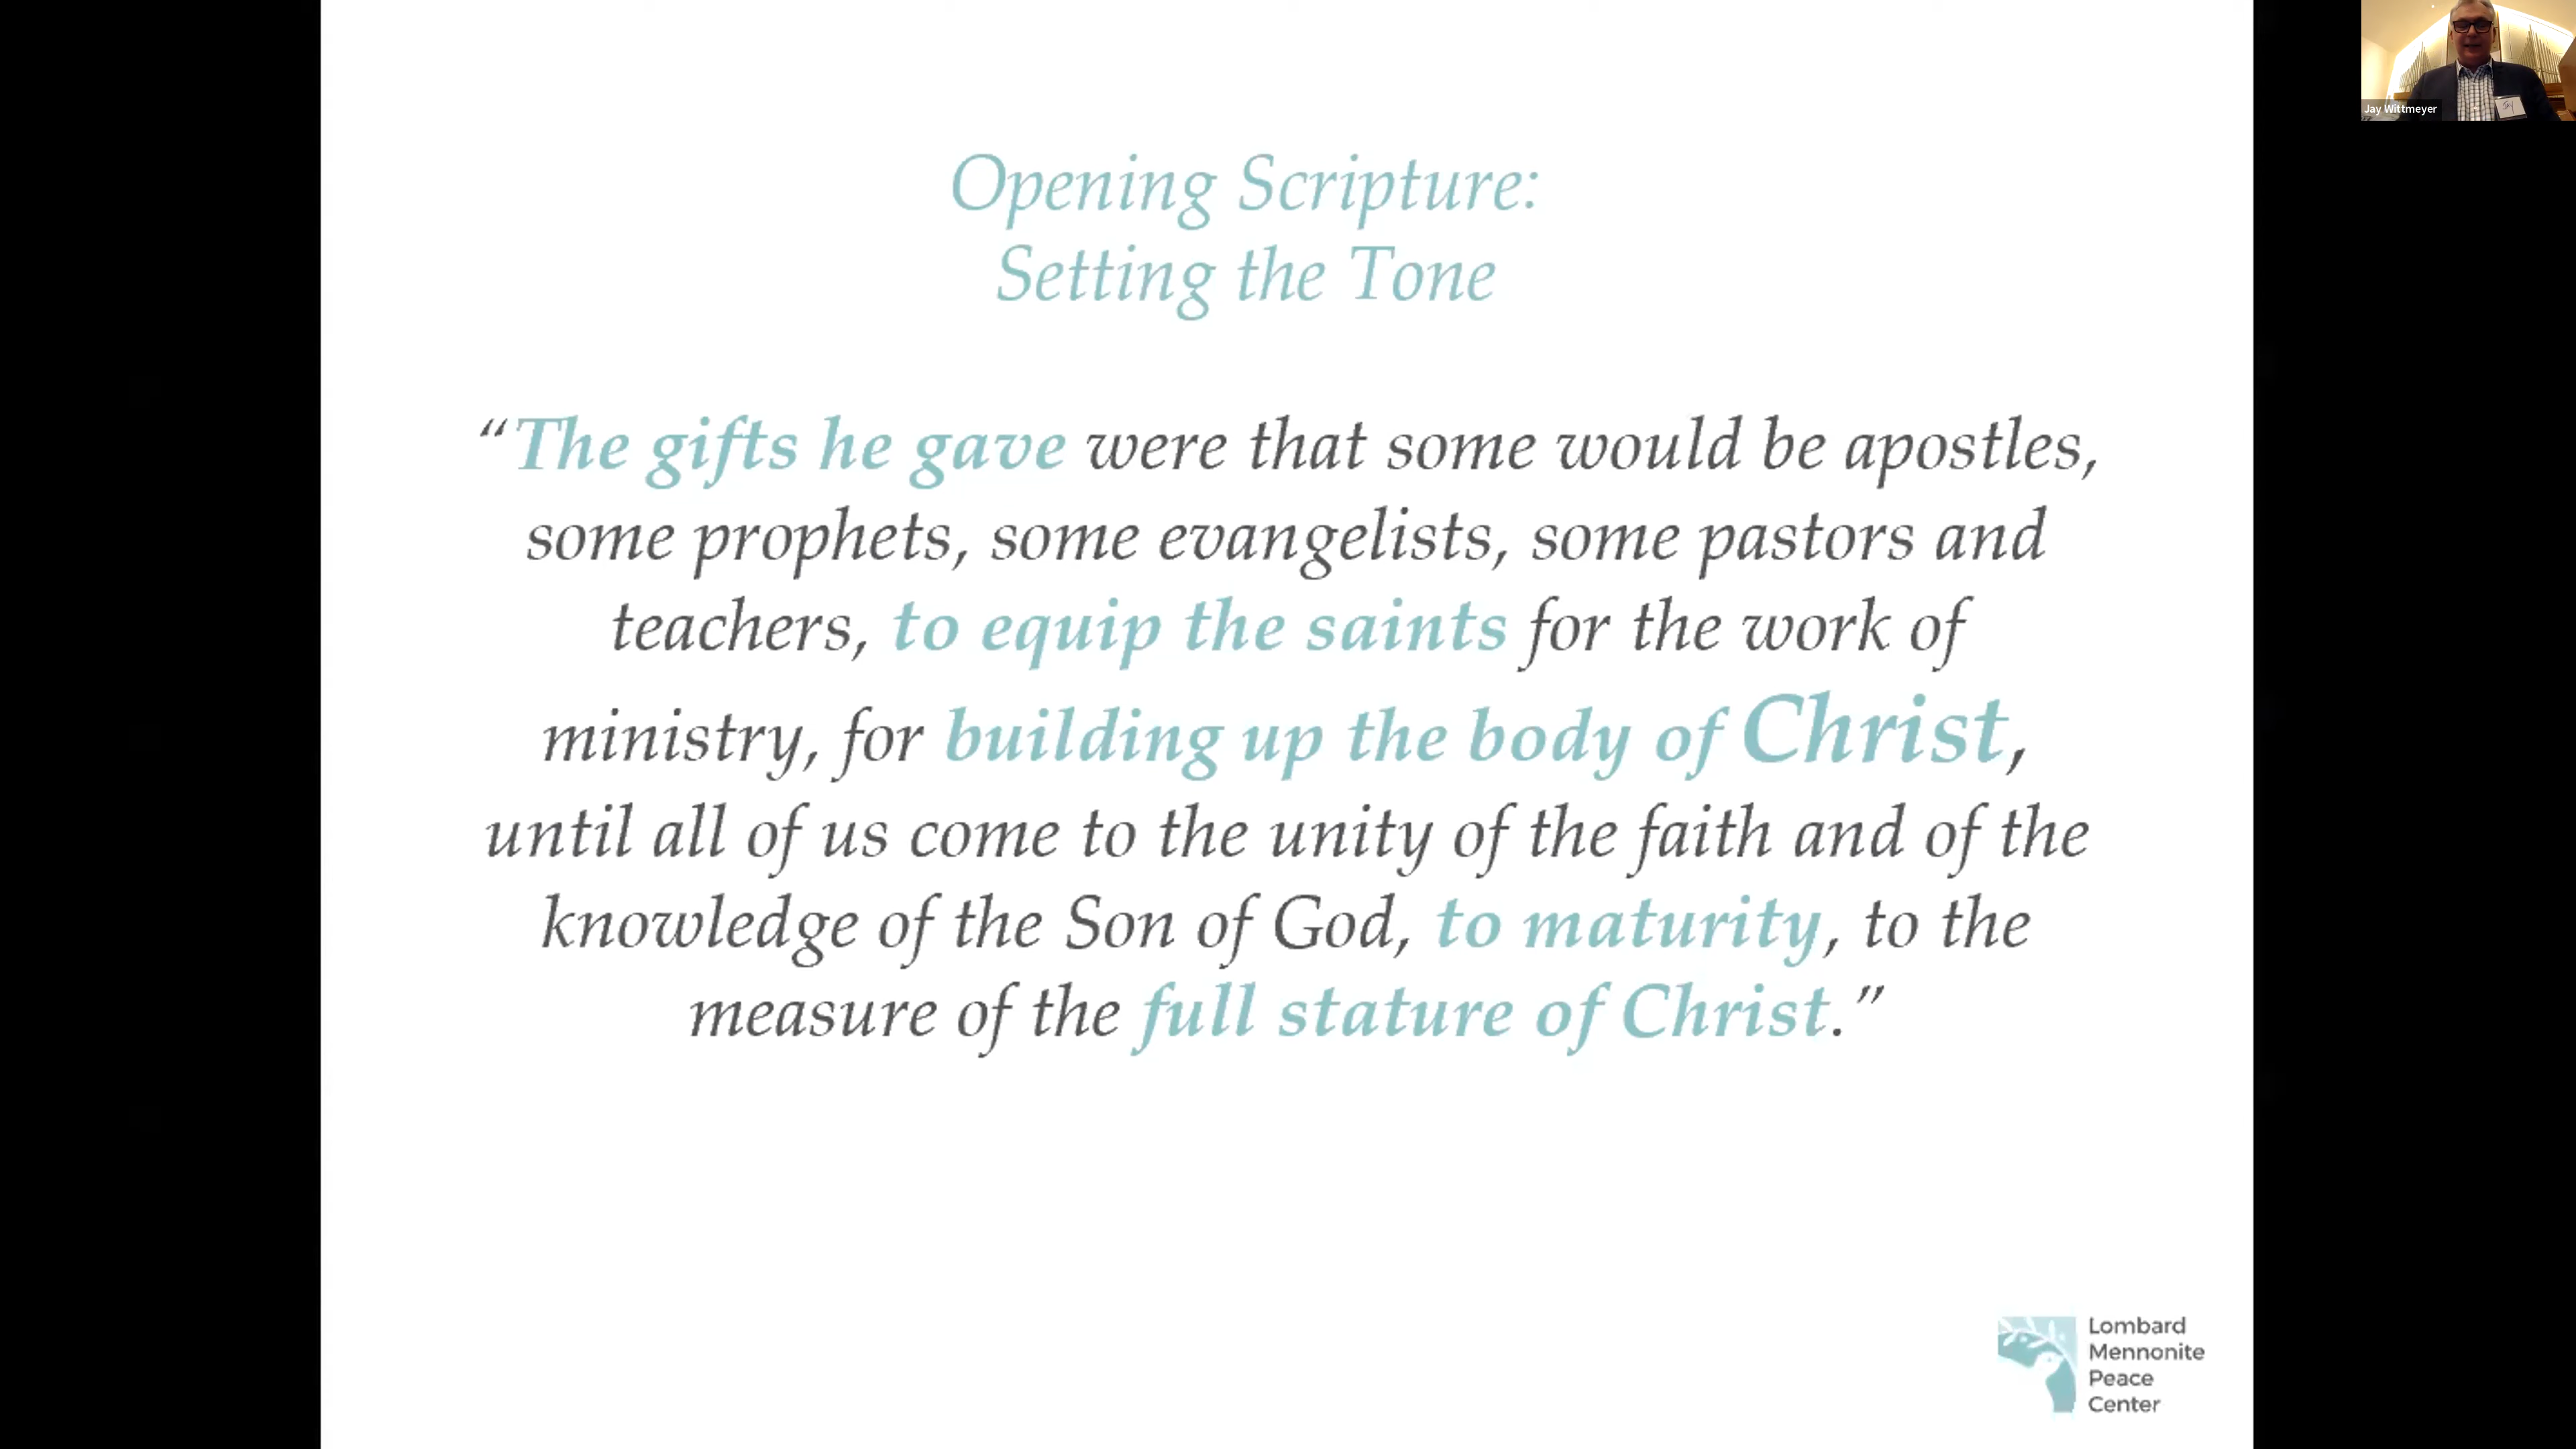 Opening Scripture:
Setting the Tone
“The gifts he gave were that some would be apostles,
some prophets, some evangelists, some pastors and
teachers, to equip the saints for the work of
ministry, for building up the body of Christ,
until all of us come to the unity of the faith and of the
knowledge of the Son of God, to maturity, to the
measure of the full stature of Christ.”
Lombard
Mennonite
Peace
Center
Jay Wittmeyer
Jay